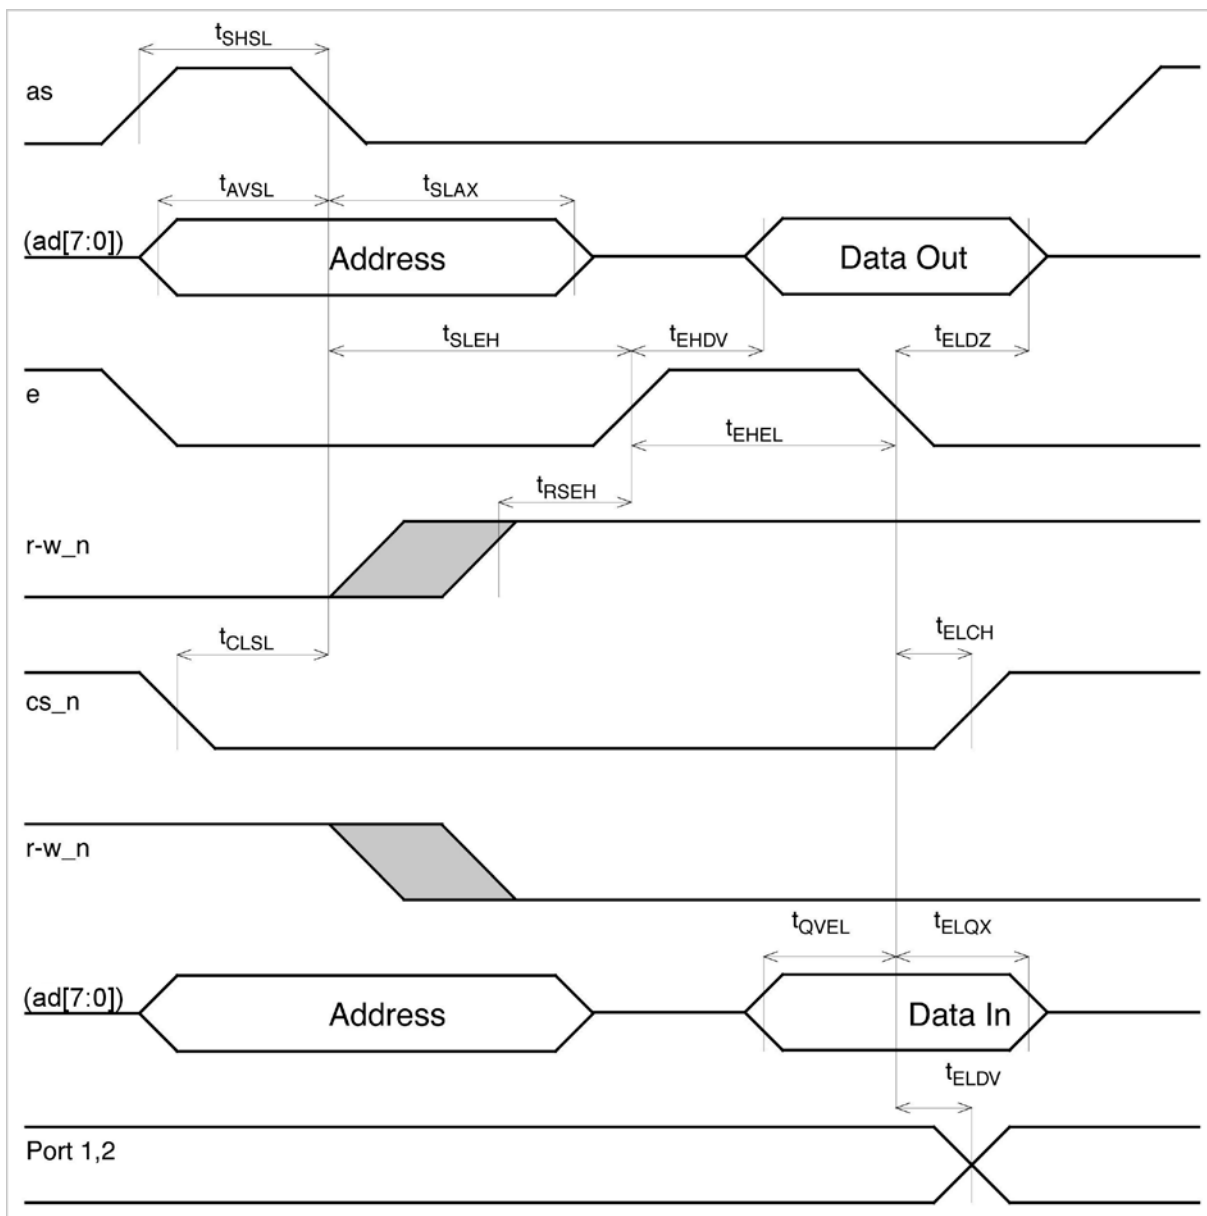 tSHSL
as
tAVSL tSLAX
(ad[7:0]) Address Data Out
tSLEH tEHDV tELDZ
e
tEHEL
tRSEH
r-w_n
tCLSL tELCH
cs_n
r-w_n
tQVEL tELQX
(ad[7:0]) Address Data In
tELDV
Port 1,2